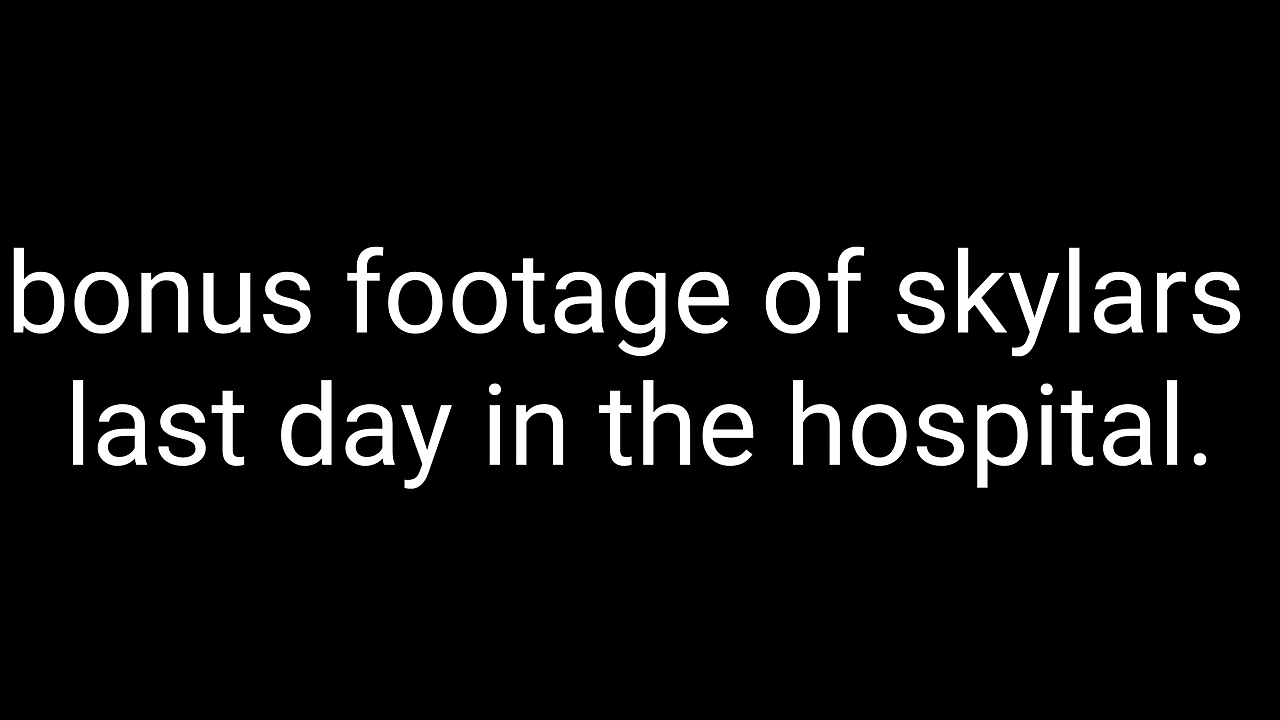 bonus footage of skylars
last day in the hospital.